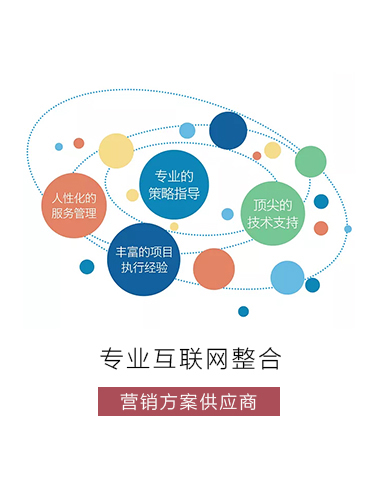 专业的
策略指导
人性化的
服务管理
顶尖的
技术支持
丰富的项目
执行经验
专业互联网整合
营销方案供应商